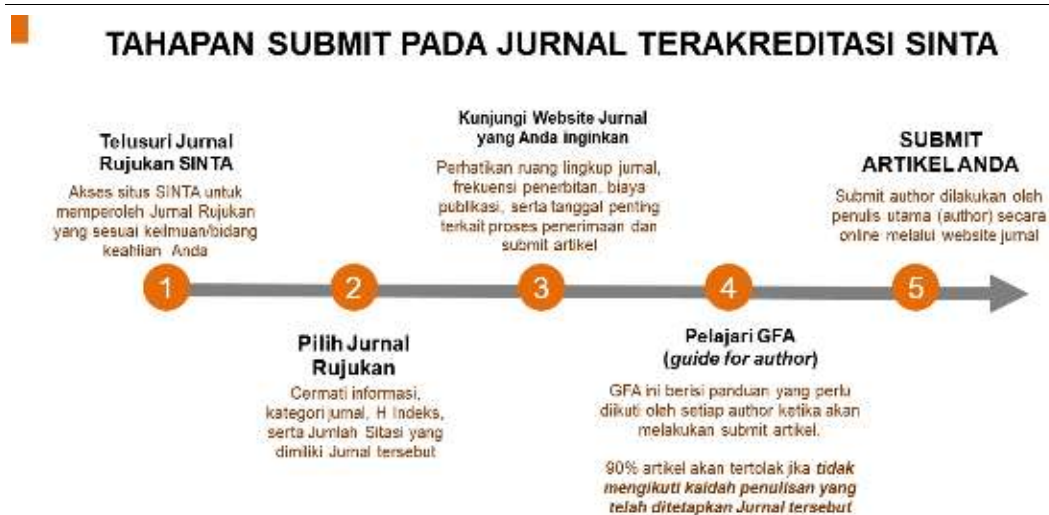 TAHAPAN SUBMIT PADA JURNAL TERAKREDITASI SINTA
Telusuri Jurnal
Rujukan SINTA
Akses situs SINTA untuk
memperoleh Jurnal Rujukan
yang sesuai keilmuan/bidang
keahlian Anda
1
Pilih Jurnal
Rujukan
Cermati informasi,
kategori jurnal, H Indeks,
serta Jumlah Sitasi yang
dimiliki Jurnal tersebut
2
Kunjungi Website Jurnal
yang Anda inginkan
Perhatikan ruang lingkup jurnal,
frekuensi penerbitan, biaya
publikasi, serta tanggal penting
terkait proses penerimaan dan
submit artikel
3
Pelajari GFA
(guide for author)
GFA ini berisi panduan yang perlu
diikuti oleh setiap author ketika akan
melakukan submit artikel.
90% artikel akan tertolak jika tidak
mengikuti kaidah penulisan yang
telah ditetapkan Jurnal tersebut
4
SUBMIT
ARTIKEL ANDA
Submit author dilakukan oleh
penulis utama (author) secara
online melalui website jurnal
5